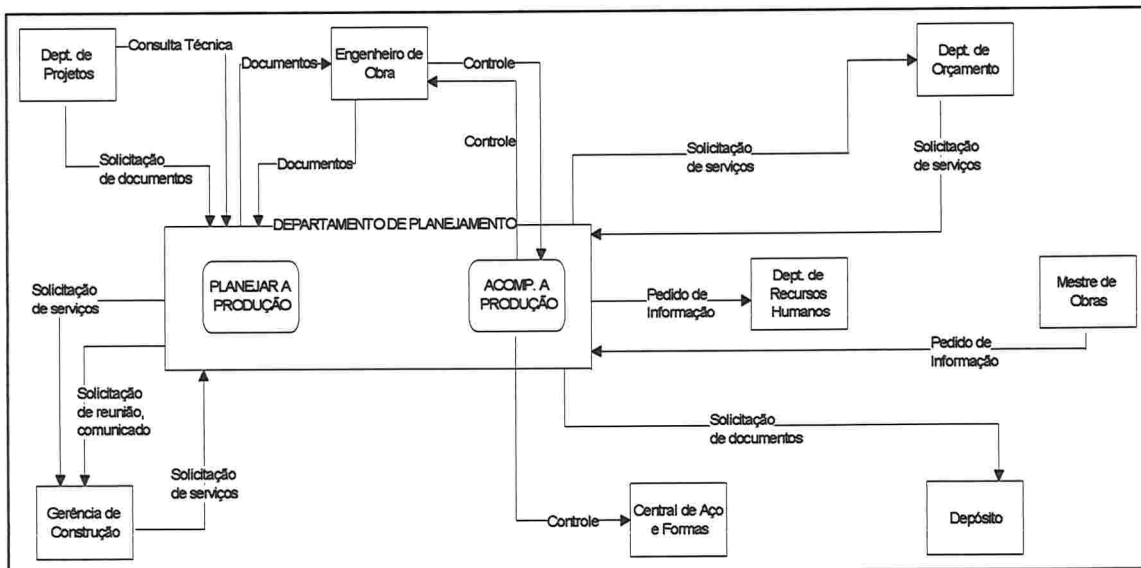 Dept. de
Projetos
Consulta Técnica
Documentos
Engenheiro de
Obra
Controle
Dept. de
Orçamento
Solicitação
de documentos
Documentos
Controle
Solicitação
de serviços
Solicitação
de serviços
DEPARTAMENTO DE PLANEJAMENTO
PLANEJAR A
PRODUÇÃO
ACOMP. A
PRODUÇÃO
Solicitação
de serviços
Pedido de
Informação
Dept. de
Recursos
Humanos
Mestre de
Obras
Pedido de
Informação
Solicitação
de reunião,
comunicado
Solicitação
de documentos
Solicitação
de serviços
Gerência de
Construção
Controle
Central de Aço
e Formas
Depósito